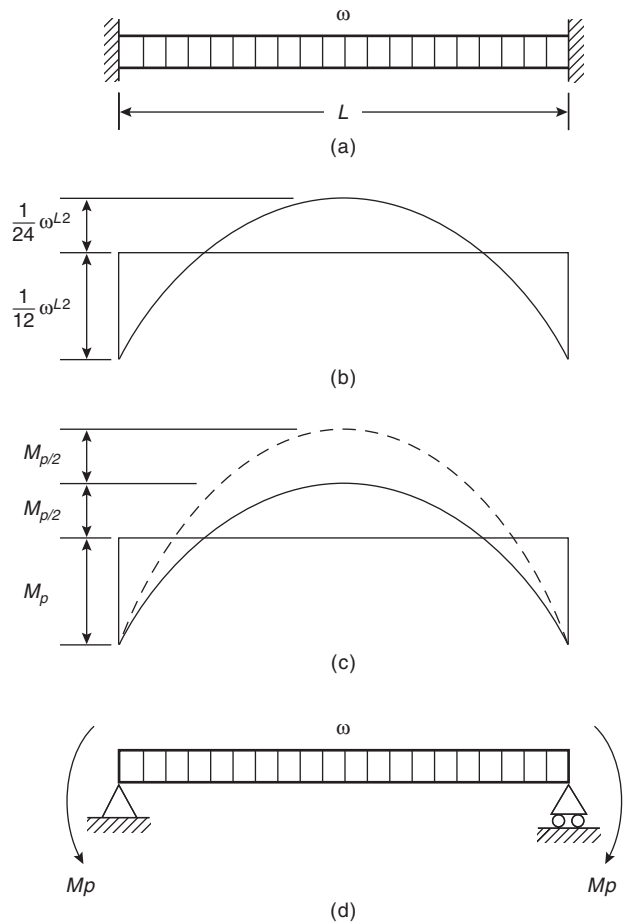 ω
L
(a)
1/24 ωL2
1/12 ωL2
(b)
Mp/2
Mp/2
Mp
(c)
ω
Mp
Mp
(d)